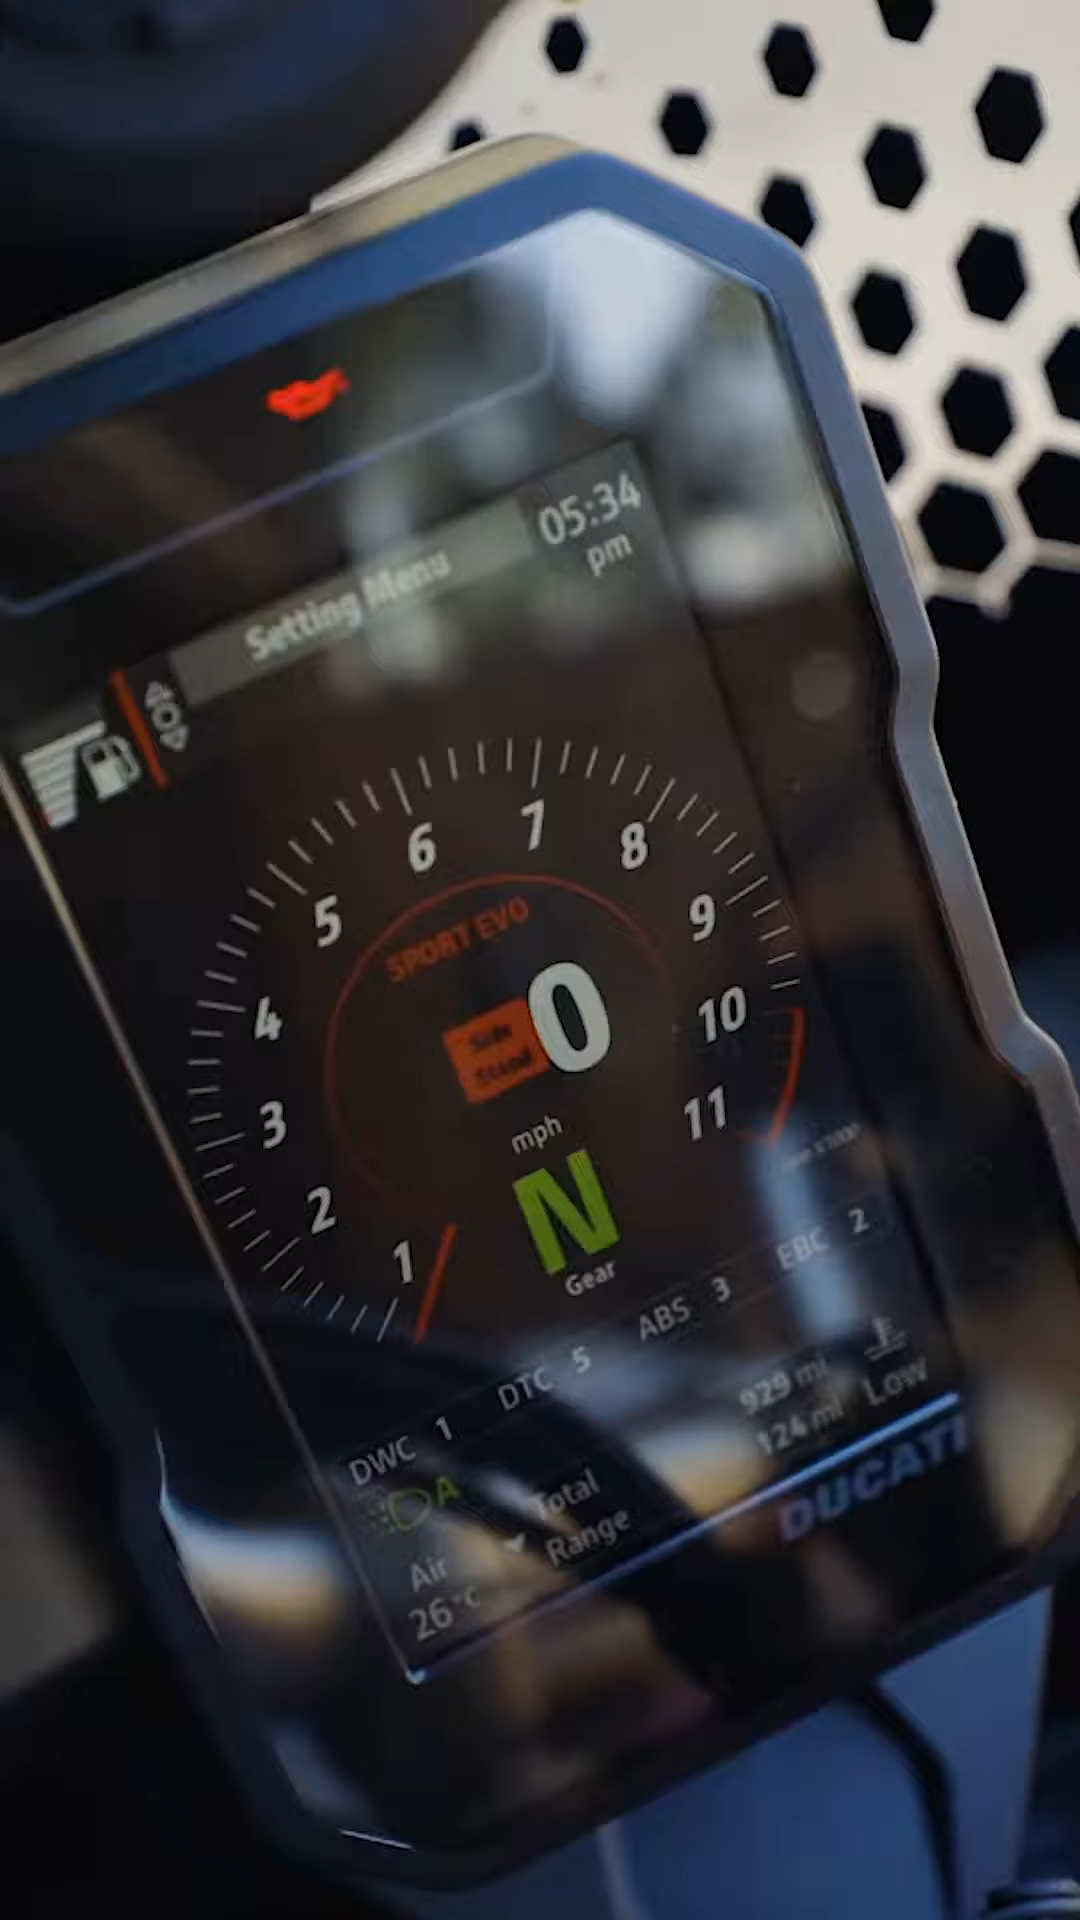 05:34
pm
Setting Menu
1
2
3
4
5
6
7
8
9
10
11
SPORT EVO
Side
Stand
0
mph
N
Gear
DWC 1 DTC 5 ABS 3 EBC 2
A
Air
26°C
Total 929 mi
Range 124 mi
Low
DUCATI